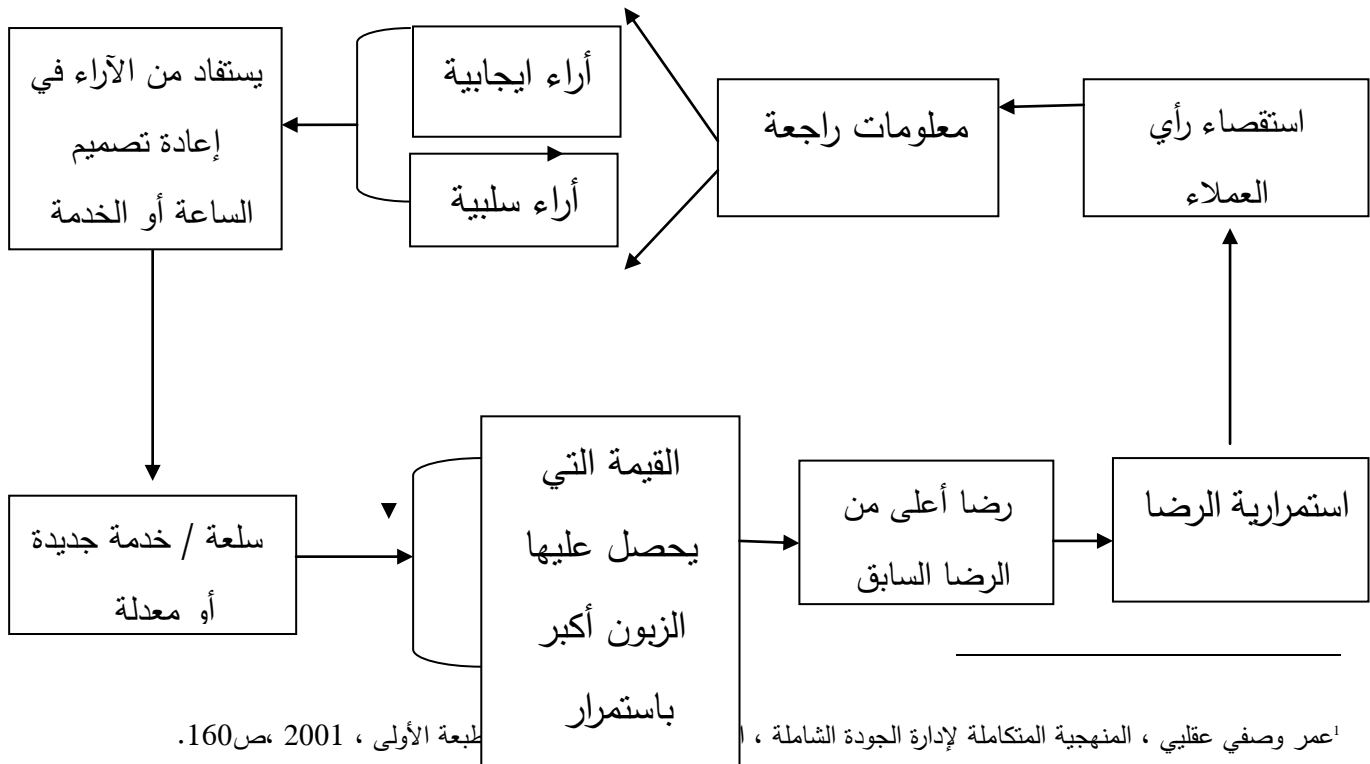 استقصاء رأي
العملاء
معلومات راجعة
أراء ايجابية
أراء سلبية
يستفاد من الآراء في
إعادة تصميم
الساعة أو الخدمة
سلعة / خدمة جديدة
أو معدلة
القيمة التي
يحصل عليها
الزبون أكبر
باستمرار
رضا أعلى من
الرضا السابق
استمرارية الرضا
1عمر وصفي عقليي ، المنهجية المتكاملة لإدارة الجودة الشاملة ، طبعة الأولى ، 2001 ،ص160.